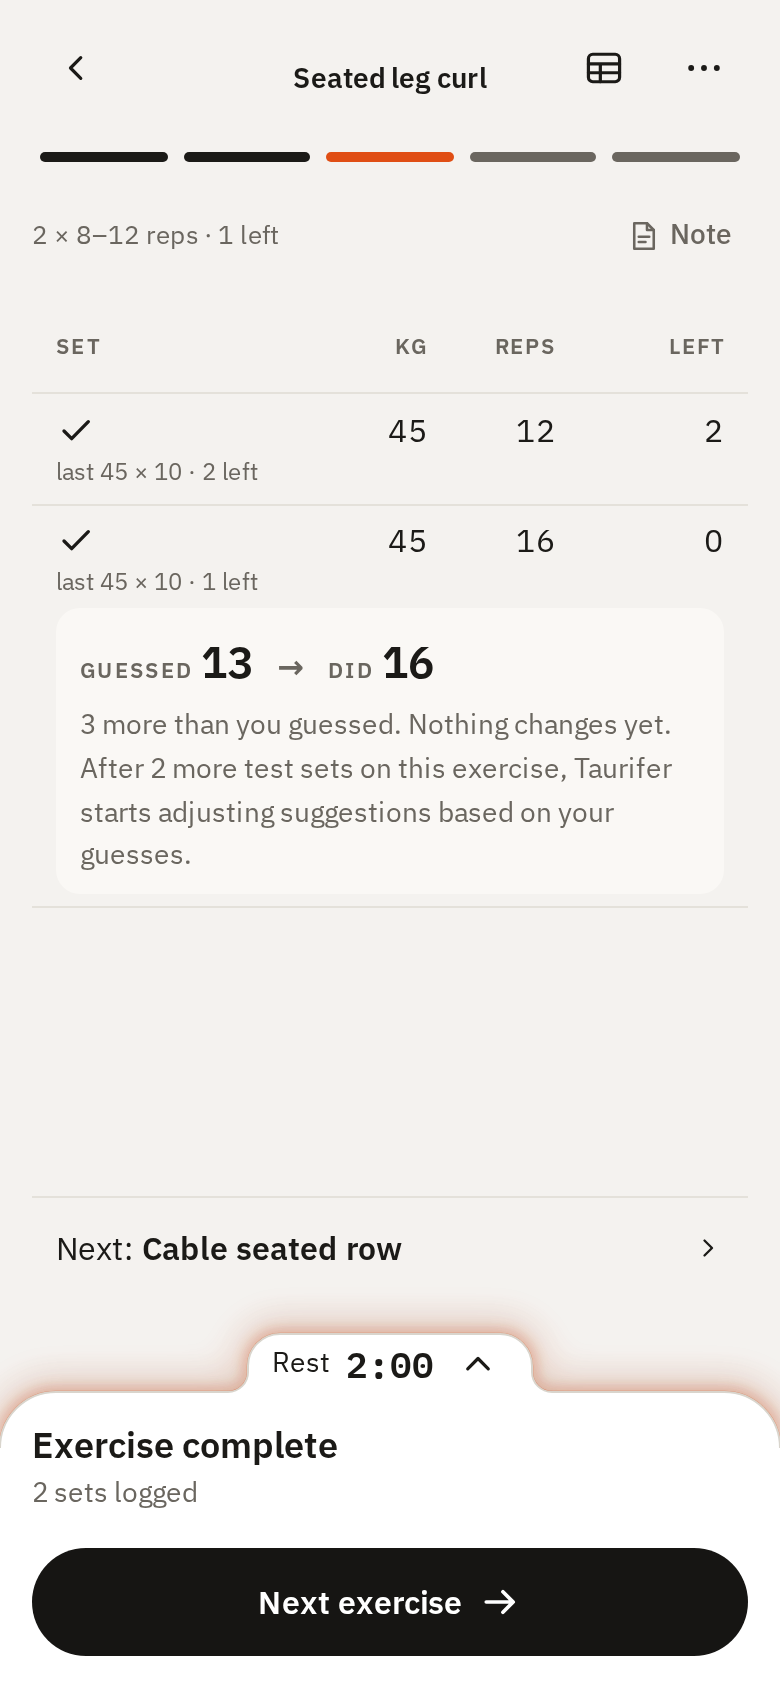 Seated leg curl
2 × 8–12 reps · 1 left
Note
SET KG REPS LEFT
45 12 2
last 45 × 10 · 2 left
45 16 0
last 45 × 10 · 1 left
GUESSED 13 → DID 16
3 more than you guessed. Nothing changes yet.
After 2 more test sets on this exercise, Taurifer
starts adjusting suggestions based on your
guesses.
Next: Cable seated row
Rest 2:00
Exercise complete
2 sets logged
Next exercise →